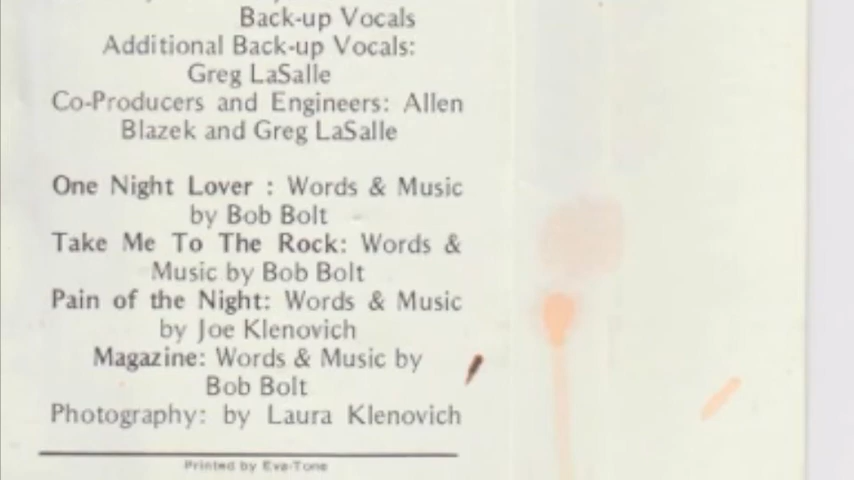 Back-up Vocals
Additional Back-up Vocals:
Greg LaSalle
Co-Producers and Engineers: Allen
Blazek and Greg LaSalle
One Night Lover : Words & Music
by Bob Bolt
Take Me To The Rock: Words &
Music by Bob Bolt
Pain of the Night: Words & Music
by Joe Klenovich
Magazine: Words & Music by
Bob Bolt
Photography: by Laura Klenovich
Printed by Eva-Tone